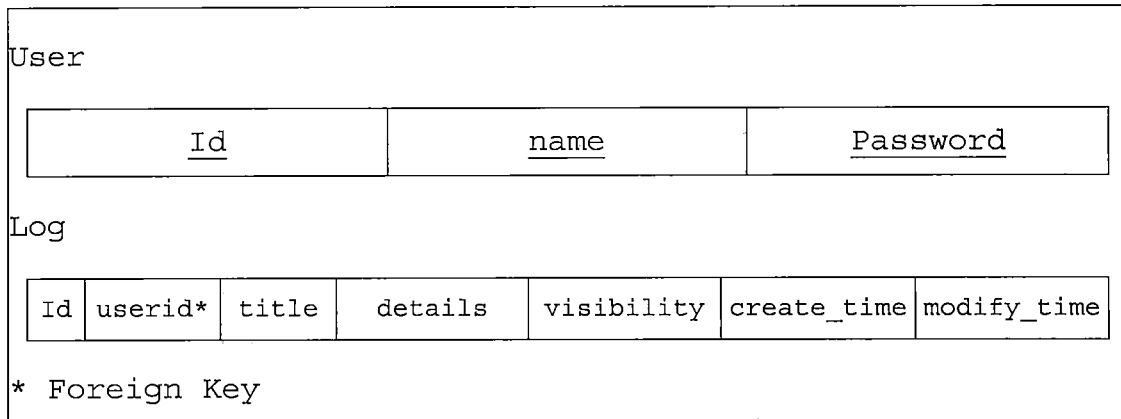 User
Id name Password
Log
Id userid* title details visibility create_time modify_time
* Foreign Key